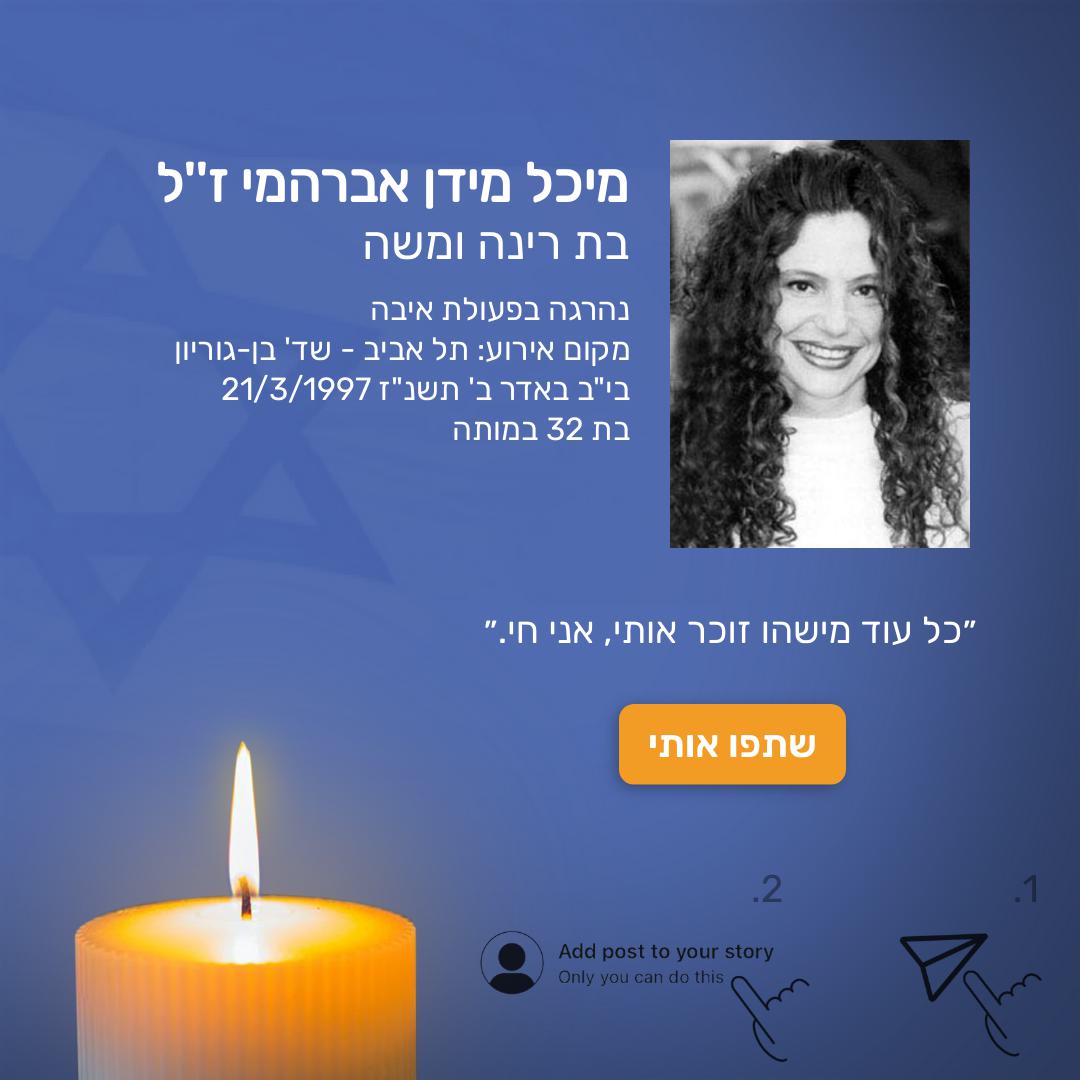 מיכל מידן אברהמי ז"ל
בת רינה ומשה
נהרגה בפעולת איבה
מקום אירוע: תל אביב - שד' בן-גוריון
בי"ב באדר ב' תשנ"ז 21/3/1997
בת 32 במותה
״כל עוד מישהו זוכר אותי, אני חי.״
שתפו אותי
1.
2.
Add post to your story
Only you can do this